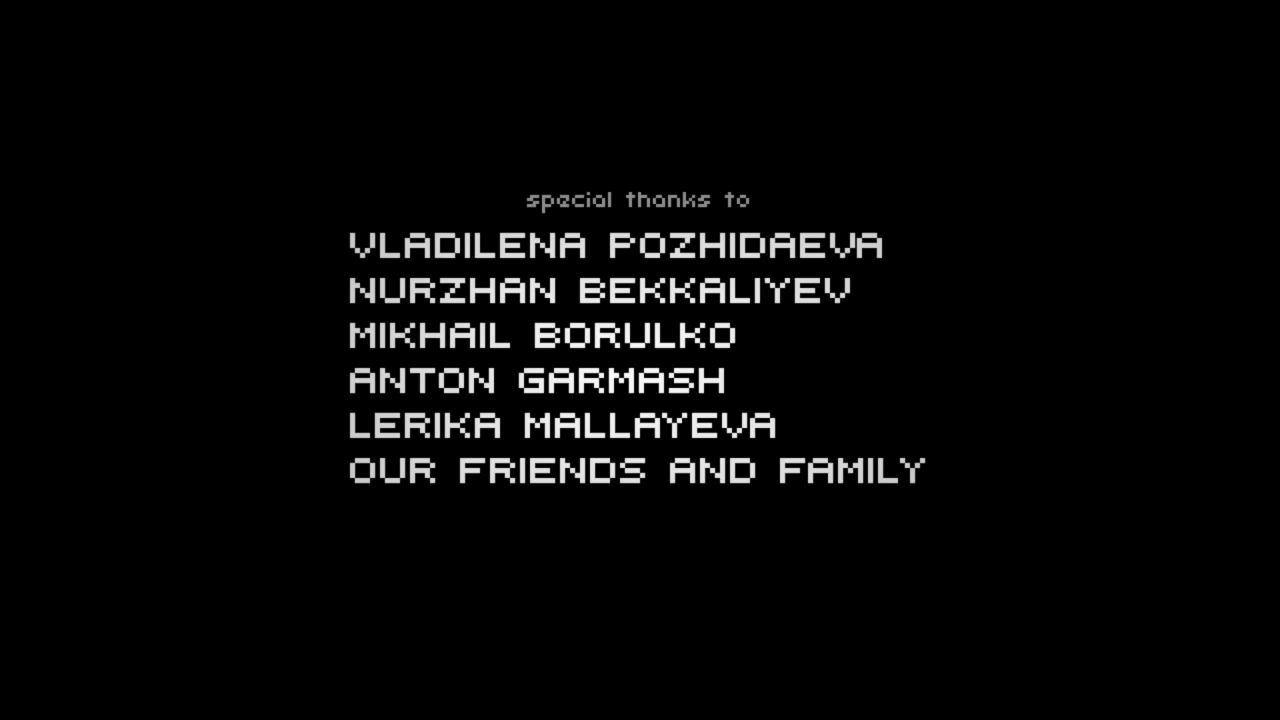 special thanks to
VLADILENA POZHIDAEVA
NURZHAN BEKKALIYEV
MIKHAIL BORULKO
ANTON GARMASH
LERIKA MALLAYEVA
OUR FRIENDS AND FAMILY